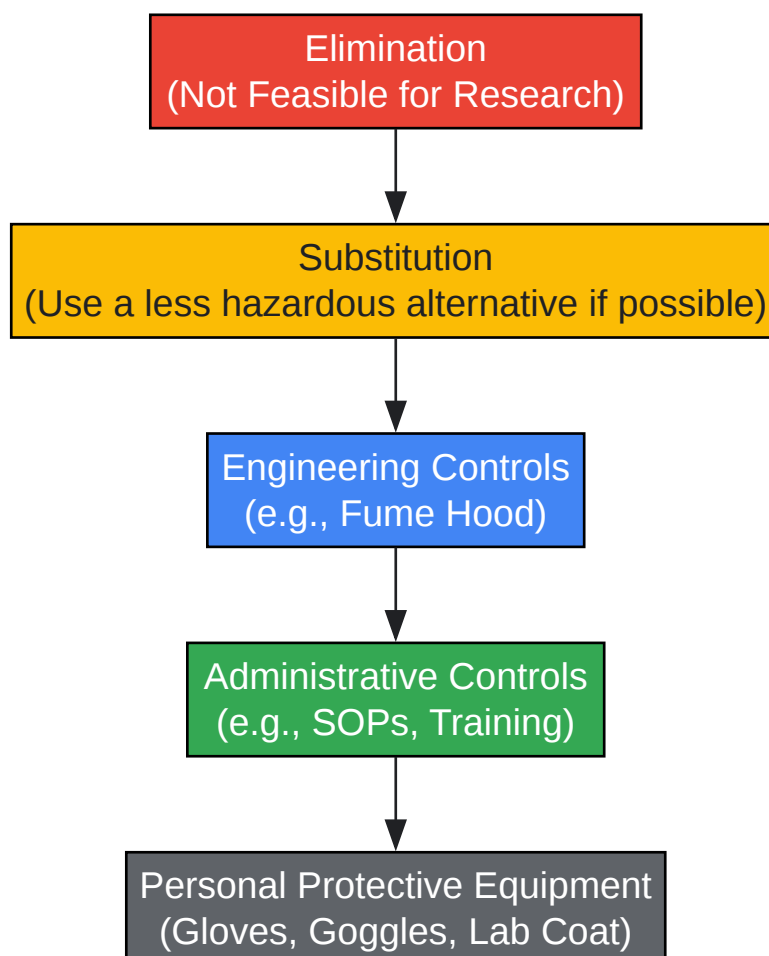 Elimination
(Not Feasible for Research)
Substitution
(Use a less hazardous alternative if possible)
Engineering Controls
(e.g., Fume Hood)
Administrative Controls
(e.g., SOPs, Training)
Personal Protective Equipment
(Gloves, Goggles, Lab Coat)